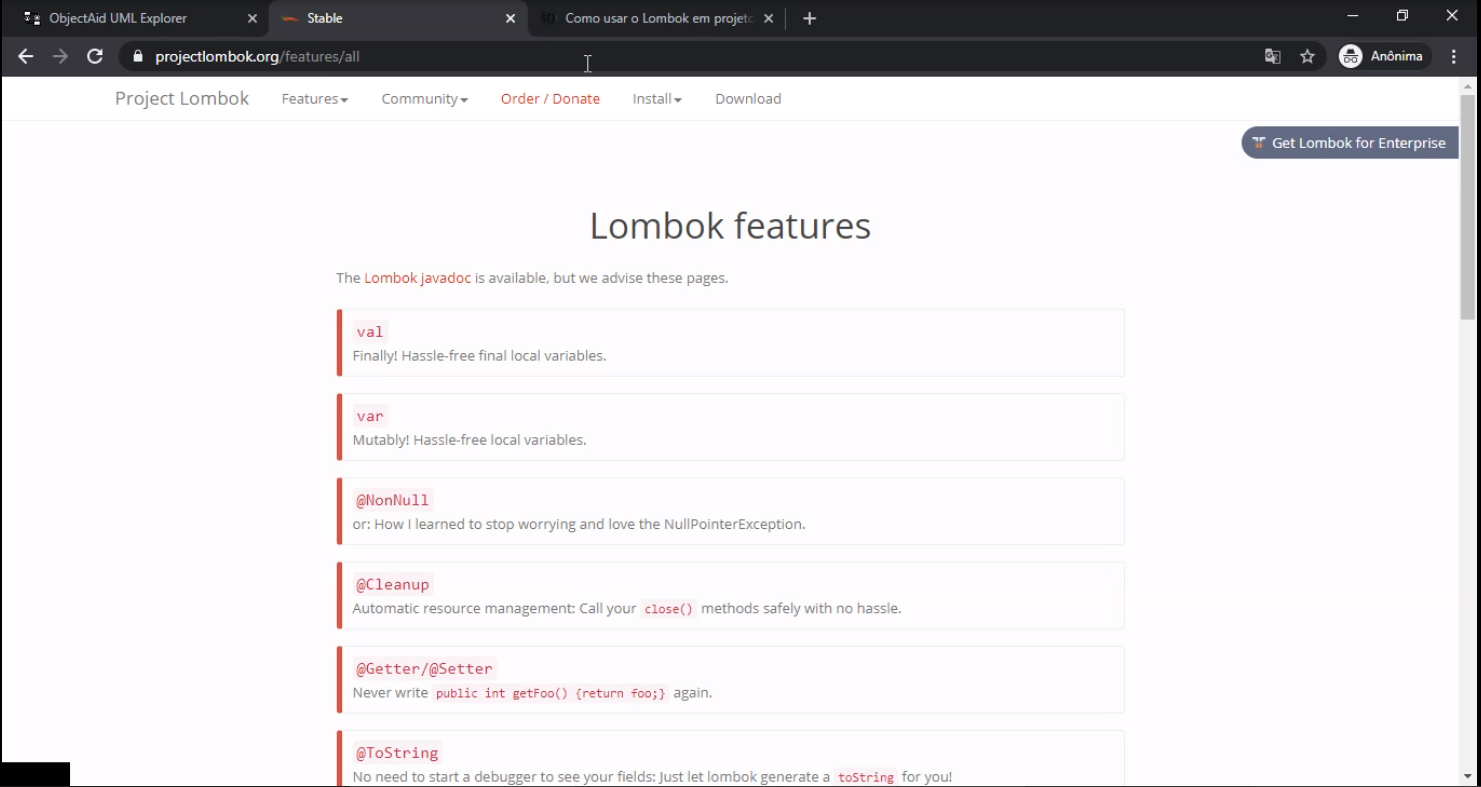 ObjectAid UML Explorer
Stable
Como usar o Lombok em projeto
projectlombok.org/features/all
Anônima
Project Lombok Features Community Order / Donate Install Download
Get Lombok for Enterprise
Lombok features
The Lombok javadoc is available, but we advise these pages.
val
Finally! Hassle-free final local variables.
var
Mutably! Hassle-free local variables.
@NonNull
or: How I learned to stop worrying and love the NullPointerException.
@Cleanup
Automatic resource management: Call your close() methods safely with no hassle.
@Getter/@Setter
Never write public int getFoo() {return foo;} again.
@ToString
No need to start a debugger to see your fields: Just let lombok generate a toString for you!